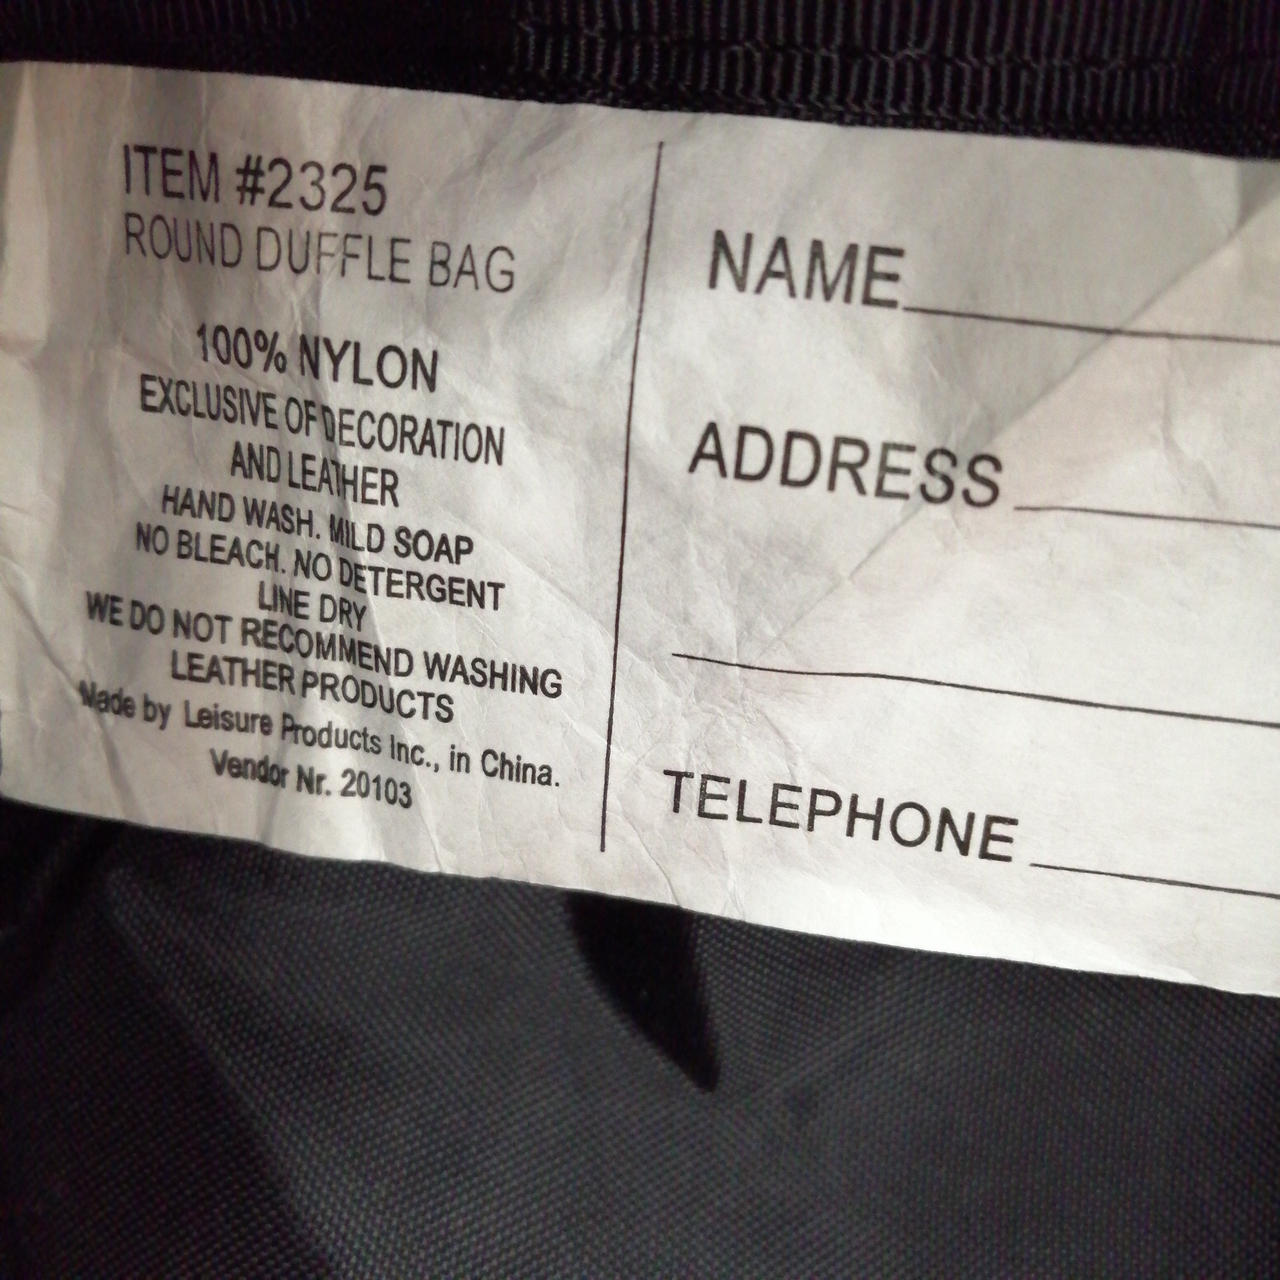 ITEM #2325
ROUND DUFFLE BAG
100% NYLON
EXCLUSIVE OF DECORATION
AND LEATHER
HAND WASH. MILD SOAP
NO BLEACH. NO DETERGENT
LINE DRY
WE DO NOT RECOMMEND WASHING
LEATHER PRODUCTS
Made by Leisure Products Inc., in China.
Vendor Nr. 20103
NAME
ADDRESS
TELEPHONE